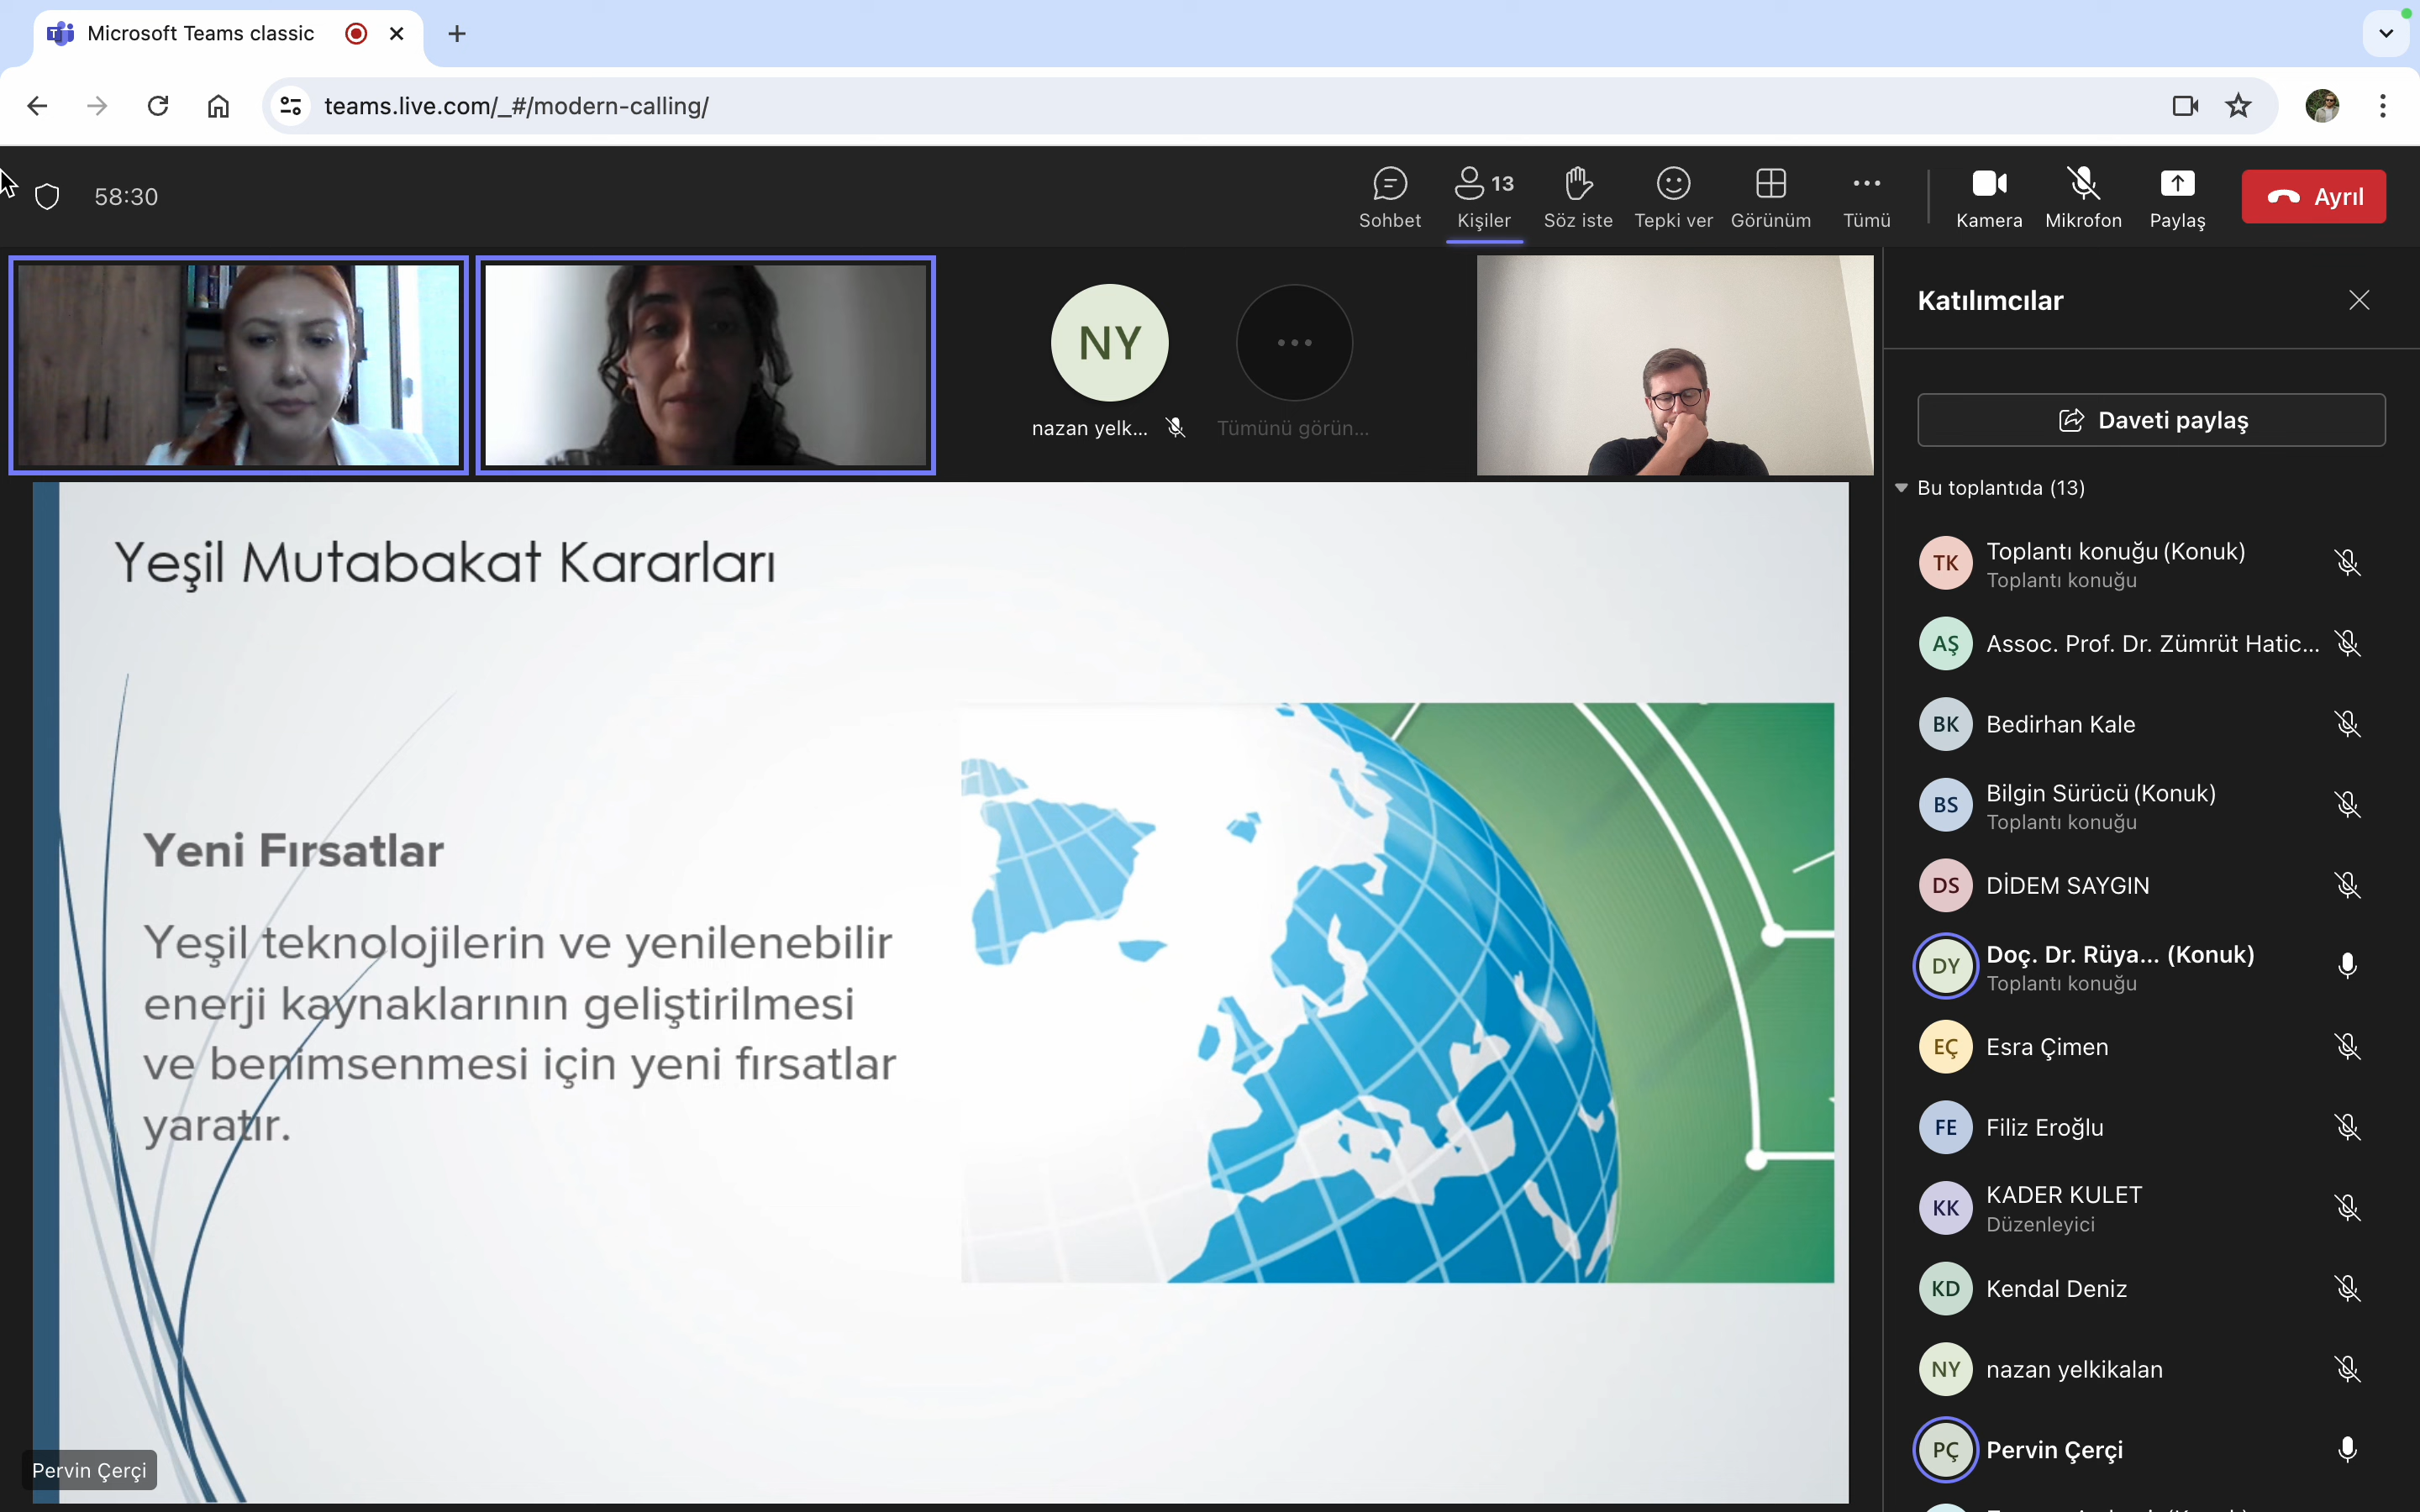 Microsoft Teams classic
teams.live.com/_#/modern-calling/
58:30
Sohbet
13
Kişiler
Söz iste
Tepki ver
Görünüm
Tümü
Kamera
Mikrofon
Paylaş
Ayrıl
NY
nazan yelk...
Tümünü görün...
Yeşil Mutabakat Kararları
Yeni Fırsatlar
Yeşil teknolojilerin ve yenilenebilir
enerji kaynaklarının geliştirilmesi
ve benimsenmesi için yeni fırsatlar
yaratır.
Pervin Çerçi
Katılımcılar
Daveti paylaş
Bu toplantıda (13)
TK
Toplantı konuğu (Konuk)
Toplantı konuğu
AŞ
Assoc. Prof. Dr. Zümrüt Hatic...
BK
Bedirhan Kale
BS
Bilgin Sürücü (Konuk)
Toplantı konuğu
DS
DİDEM SAYGIN
DY
Doç. Dr. Rüya... (Konuk)
Toplantı konuğu
EÇ
Esra Çimen
FE
Filiz Eroğlu
KK
KADER KULET
Düzenleyici
KD
Kendal Deniz
NY
nazan yelkikalan
PÇ
Pervin Çerçi